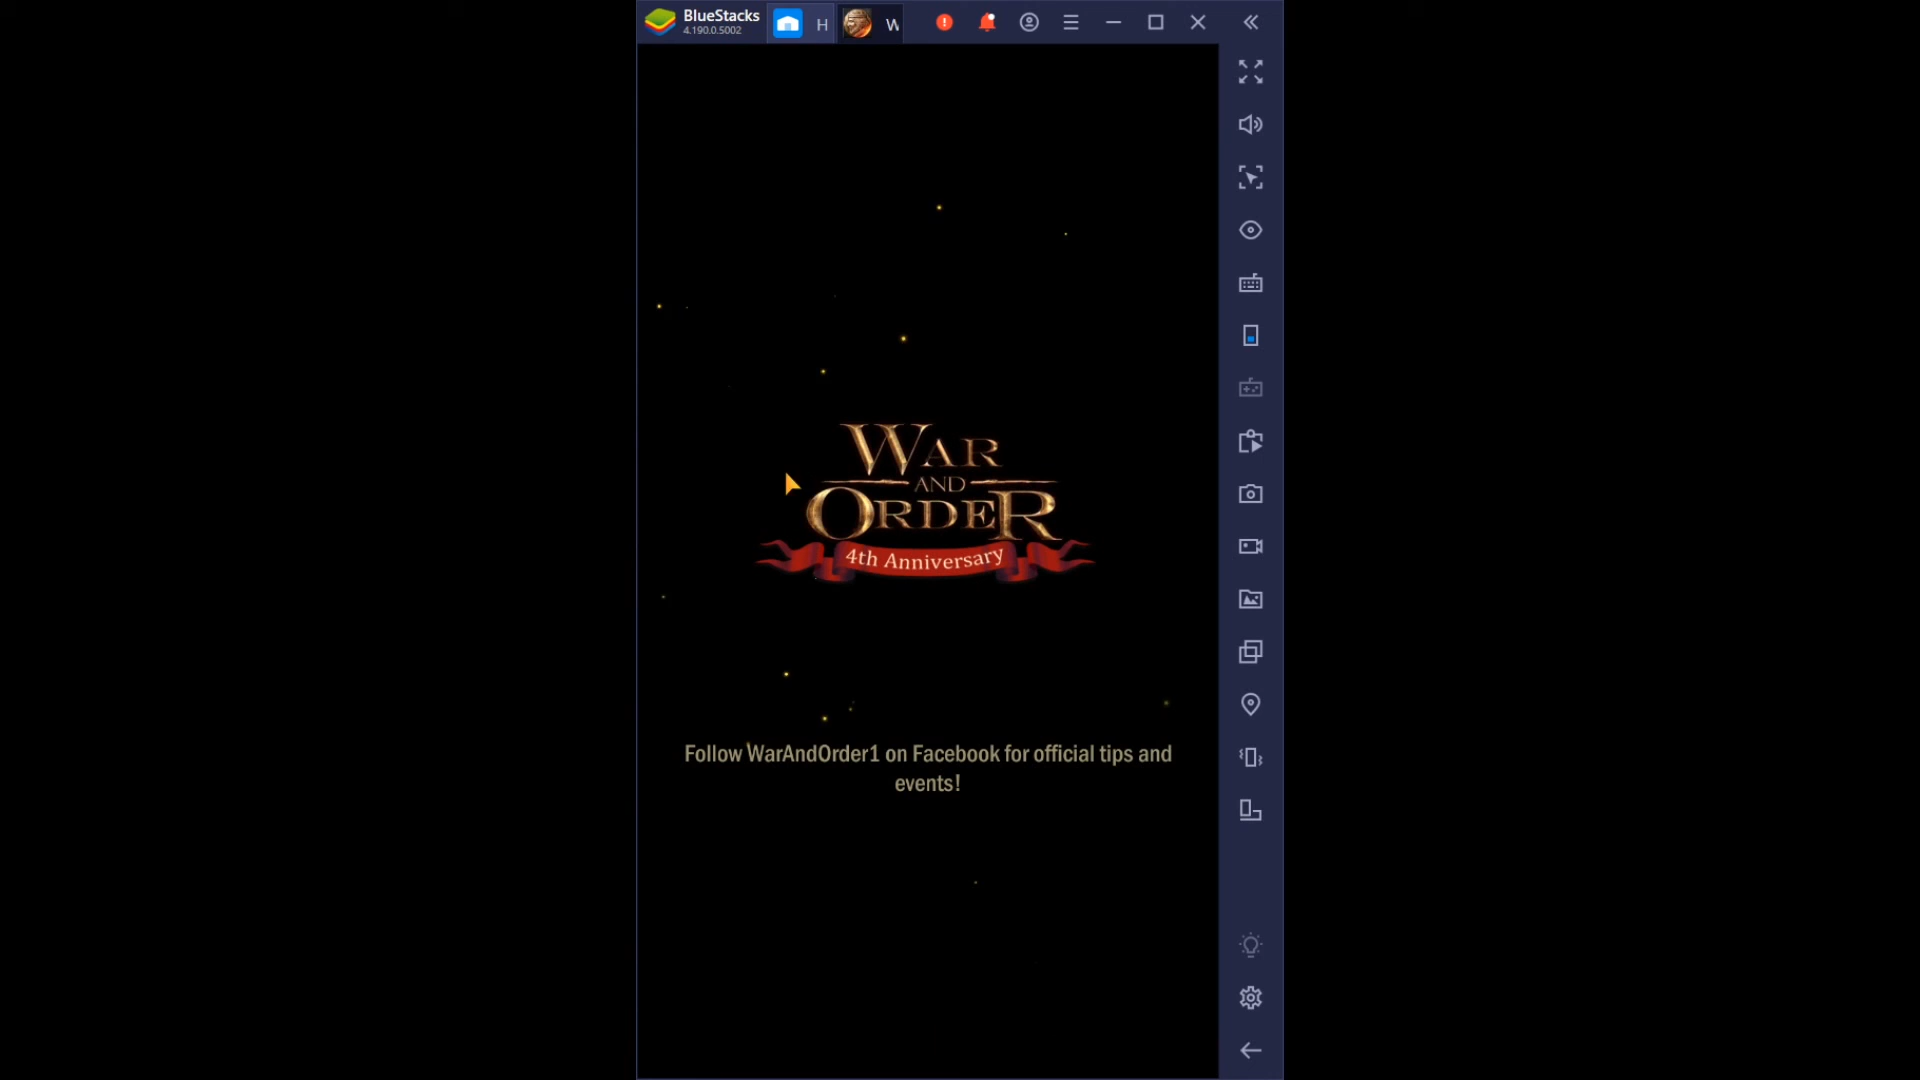 BlueStacks
4.190.0.5002
H
W
WAR
AND
ORDER
4th Anniversary
Follow WarAndOrder1 on Facebook for official tips and
events!